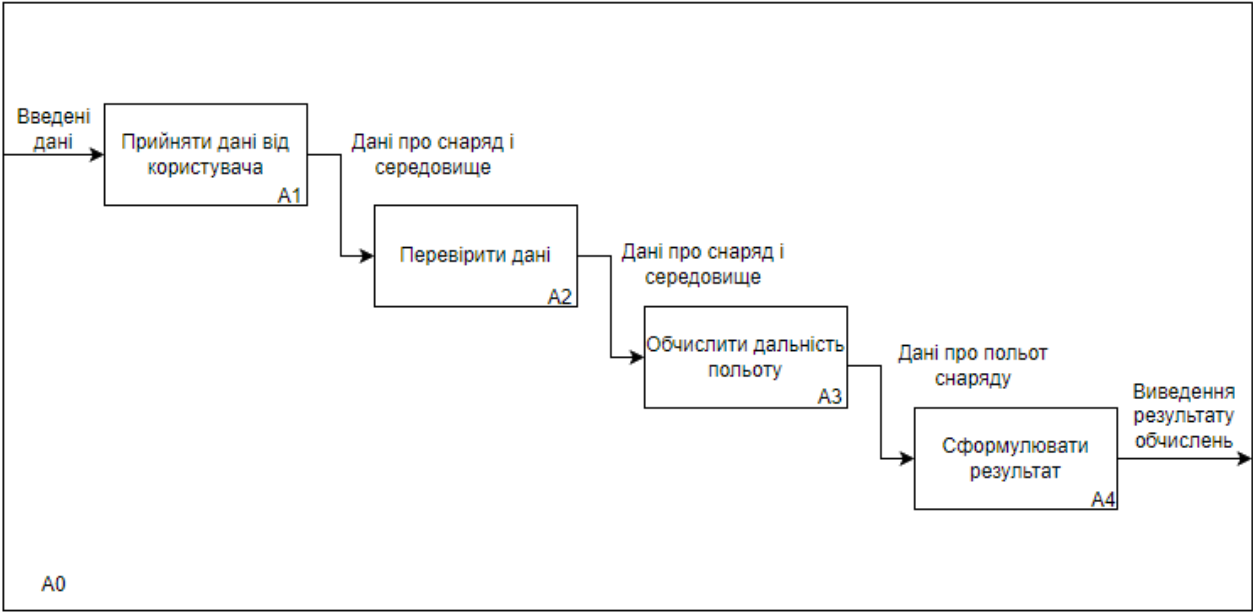 Введені
дані
Прийняти дані від
користувача
A1
Дані про снаряд і
середовище
Перевірити дані
A2
Дані про снаряд і
середовище
Обчислити дальність
польоту
A3
Дані про польот
снаряду
Сформулювати
результат
A4
Виведення
результату
обчислень
A0